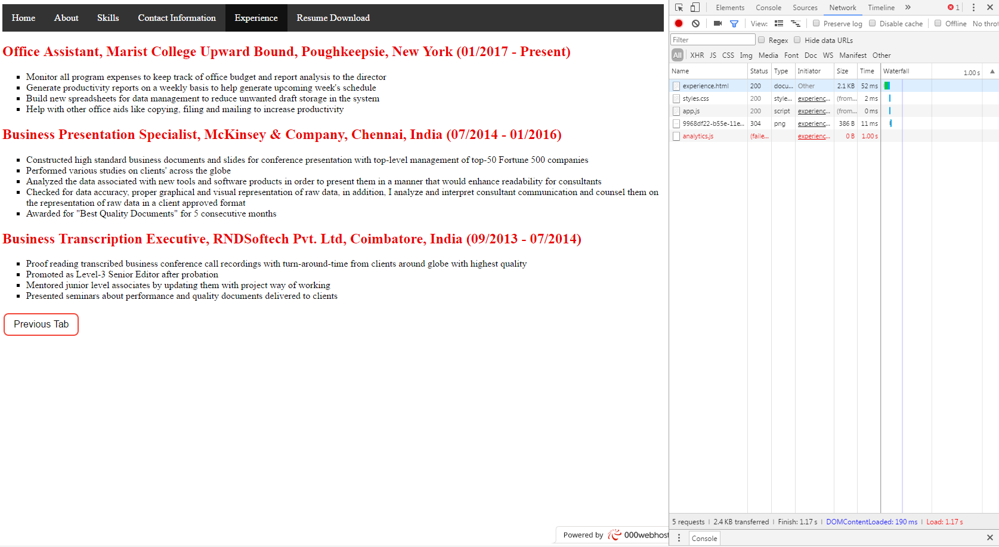 Home About Skills Contact Information Experience Resume Download
Office Assistant, Marist College Upward Bound, Poughkeepsie, New York (01/2017 - Present)
Monitor all program expenses to keep track of office budget and report analysis to the director
Generate productivity reports on a weekly basis to help generate upcoming week's schedule
Build new spreadsheets for data management to reduce unwanted draft storage in the system
Help with other office aids like copying, filing and mailing to increase productivity
Business Presentation Specialist, McKinsey & Company, Chennai, India (07/2014 - 01/2016)
Constructed high standard business documents and slides for conference presentation with top-level management of top-50 Fortune 500 companies
Performed various studies on clients' across the globe
Analyzed the data associated with new tools and software products in order to present them in a manner that would enhance readability for consultants
Checked for data accuracy, proper graphical and visual representation of raw data, in addition, I analyze and interpret consultant communication and counsel them on
the representation of raw data in a client approved format
Awarded for "Best Quality Documents" for 5 consecutive months
Business Transcription Executive, RNDSoftech Pvt. Ltd, Coimbatore, India (09/2013 - 07/2014)
Proof reading transcribed business conference call recordings with turn-around-time from clients around globe with highest quality
Promoted as Level-3 Senior Editor after probation
Mentored junior level associates by updating them with project way of working
Presented seminars about performance and quality documents delivered to clients
Previous Tab
Powered by 000webhost
Elements Console Sources Network Timeline » 1
View: Preserve log Disable cache Offline No throt
Filter Regex Hide data URLs
All XHR JS CSS Img Media Font Doc WS Manifest Other
Name Status Type Initiator Size Time Waterfall 1.00 s
experience.html 200 docu... Other 2.1 KB 52 ms
styles.css 200 style... experienc... (from... 2 ms
app.js 200 script experienc... (from... 0 ms
9968df22-b55e-11e... 304 png experienc... 386 B 11 ms
analytics.js (faile... experienc... 0 B 1.00 s
5 requests | 2.4 KB transferred | Finish: 1.17 s | DOMContentLoaded: 190 ms | Load: 1.17 s
Console